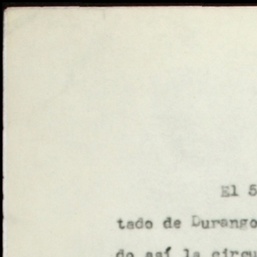 El 5
tado de Durango
do así la circu